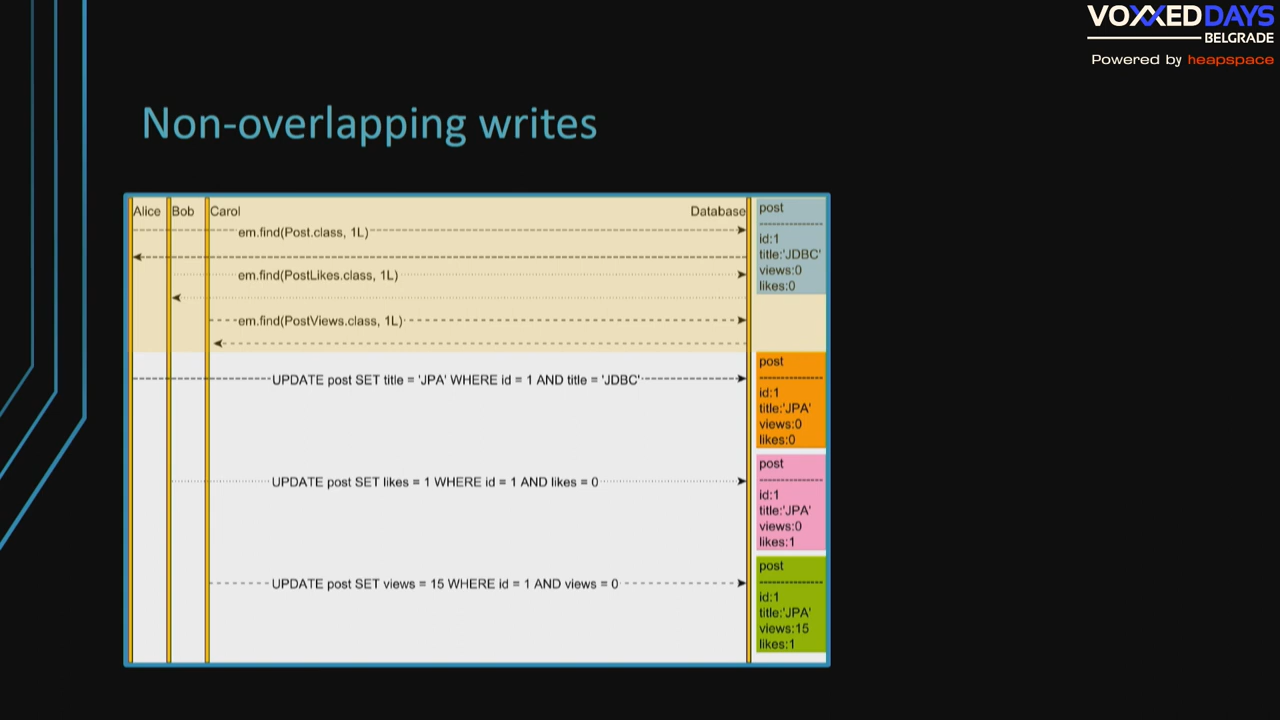 VOXXED DAYS
BELGRADE
Powered by heapspace
Non-overlapping writes
Alice Bob Carol Database
em.find(Post.class, 1L)
em.find(PostLikes.class, 1L)
em.find(PostViews.class, 1L)
post
id:1
title:'JDBC'
views:0
likes:0
UPDATE post SET title = 'JPA' WHERE id = 1 AND title = 'JDBC'
post
id:1
title:'JPA'
views:0
likes:0
UPDATE post SET likes = 1 WHERE id = 1 AND likes = 0
post
id:1
title:'JPA'
views:0
likes:1
UPDATE post SET views = 15 WHERE id = 1 AND views = 0
post
id:1
title:'JPA'
views:15
likes:1